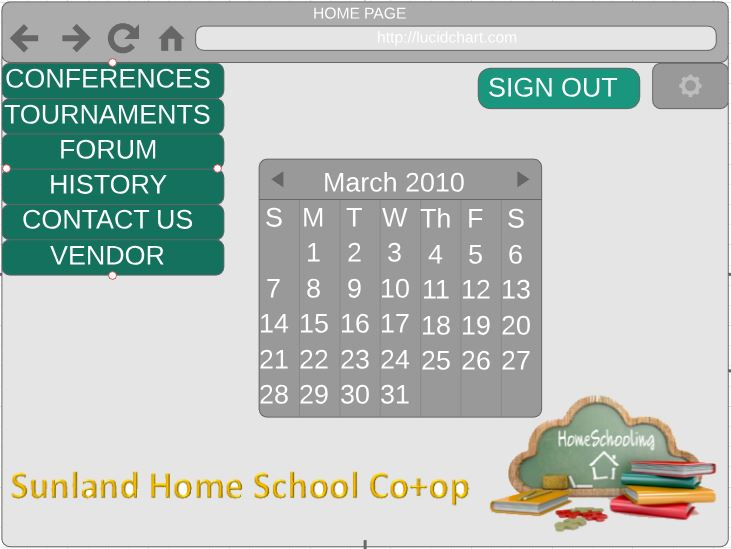 HOME PAGE
http://lucidchart.com
CONFERENCES
TOURNAMENTS
FORUM
HISTORY
CONTACT US
VENDOR
SIGN OUT
March 2010
S M T W Th F S
1 2 3 4 5 6
7 8 9 10 11 12 13
14 15 16 17 18 19 20
21 22 23 24 25 26 27
28 29 30 31
HomeSchooling
Sunland Home School Co+op